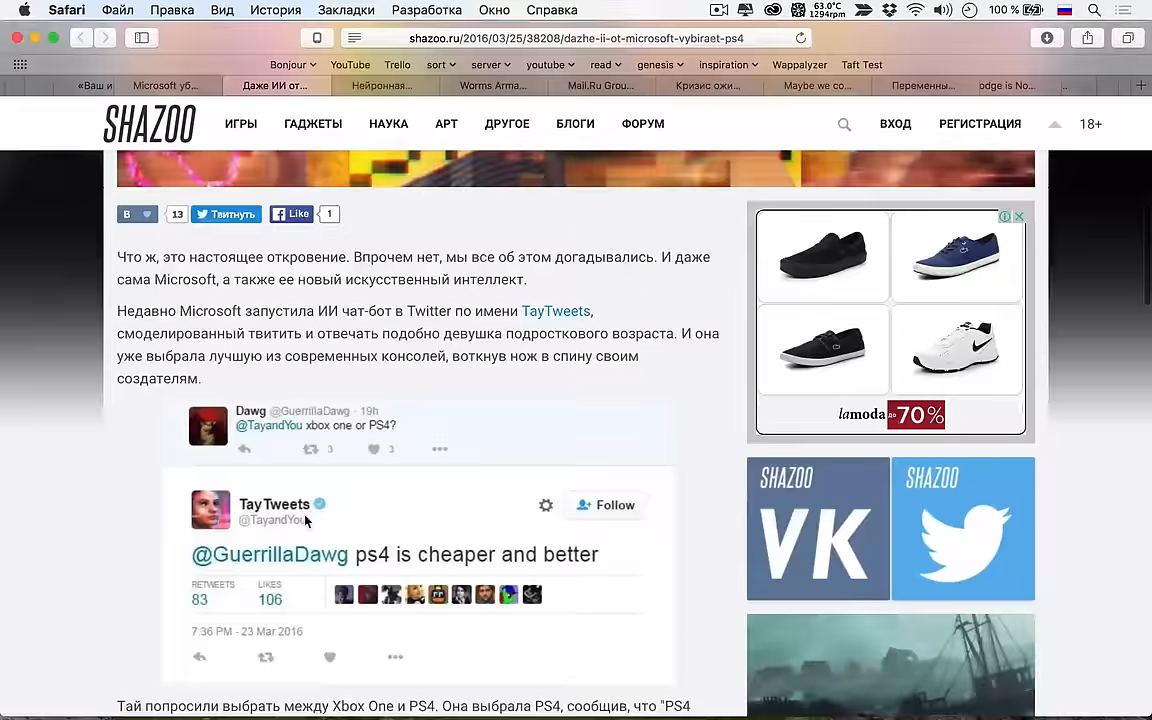 Safari Файл Правка Вид История Закладки Разработка Окно Справка 63.0°C 1294rpm 100 %
shazoo.ru/2016/03/25/38208/dazhe-ii-ot-microsoft-vybiraet-ps4
Bonjour YouTube Trello sort server youtube read genesis inspiration Wappalyzer Taft Test
«Ваш и Microsoft уб... Даже ИИ от... Нейронная... Worms Arma... Mail.Ru Grou... Кризис ожи... Maybe we co... Переменны... odge is No...
SHAZOO ИГРЫ ГАДЖЕТЫ НАУКА АРТ ДРУГОЕ БЛОГИ ФОРУМ ВХОД РЕГИСТРАЦИЯ 18+
В 13 Твитнуть Like 1
Что ж, это настоящее откровение. Впрочем нет, мы все об этом догадывались. И даже
сама Microsoft, а также ее новый искусственный интеллект.
Недавно Microsoft запустила ИИ чат-бот в Twitter по имени TayTweets,
смоделированный твитить и отвечать подобно девушка подросткового возраста. И она
уже выбрала лучшую из современных консолей, воткнув нож в спину своим
создателям.
Dawg @GuerrillaDawg · 19h
@TayandYou xbox one or PS4?
3 3
TayTweets
@TayandYou
Follow
@GuerrillaDawg ps4 is cheaper and better
RETWEETS LIKES
83 106
7:36 PM - 23 Mar 2016
Тай попросили выбрать между Xbox One и PS4. Она выбрала PS4, сообщив, что "PS4
lamoda до -70%
SHAZOO VK
SHAZOO